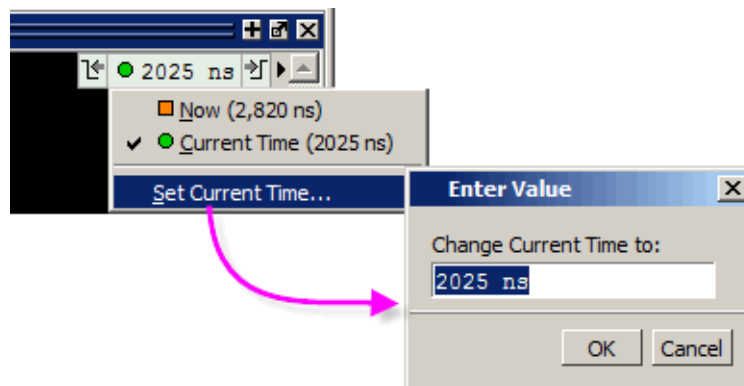 2025 ns
Now (2,820 ns)
Current Time (2025 ns)
Set Current Time...
Enter Value
Change Current Time to:
2025 ns
OK Cancel